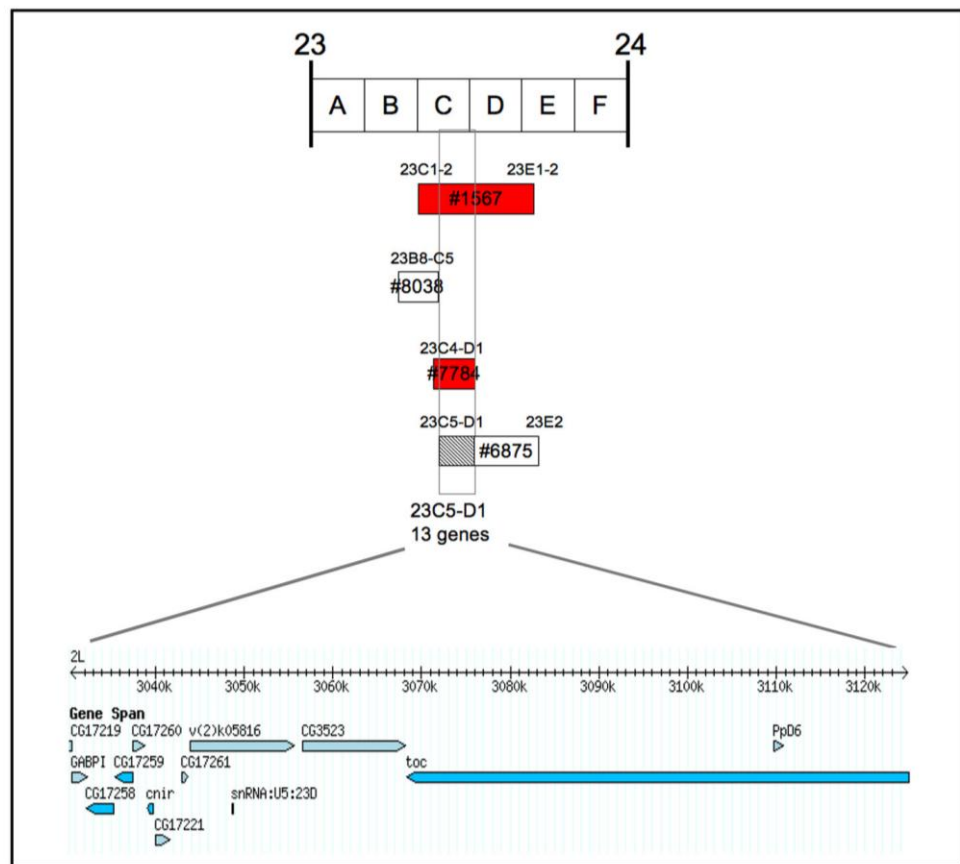 23 24
A B C D E F
23C1-2 23E1-2
#1567
23B8-C5
#8038
23C4-D1
#7784
23C5-D1 23E2
#6875
23C5-D1
13 genes
2L
3040k 3050k 3060k 3070k 3080k 3090k 3100k 3110k 3120k
Gene Span
CG17219 CG17260 v(2)k05816 CG3523 PpD6
GABPI CG17259 CG17261 toc
CG17258 cnir snRNA:U5:23D
CG17221